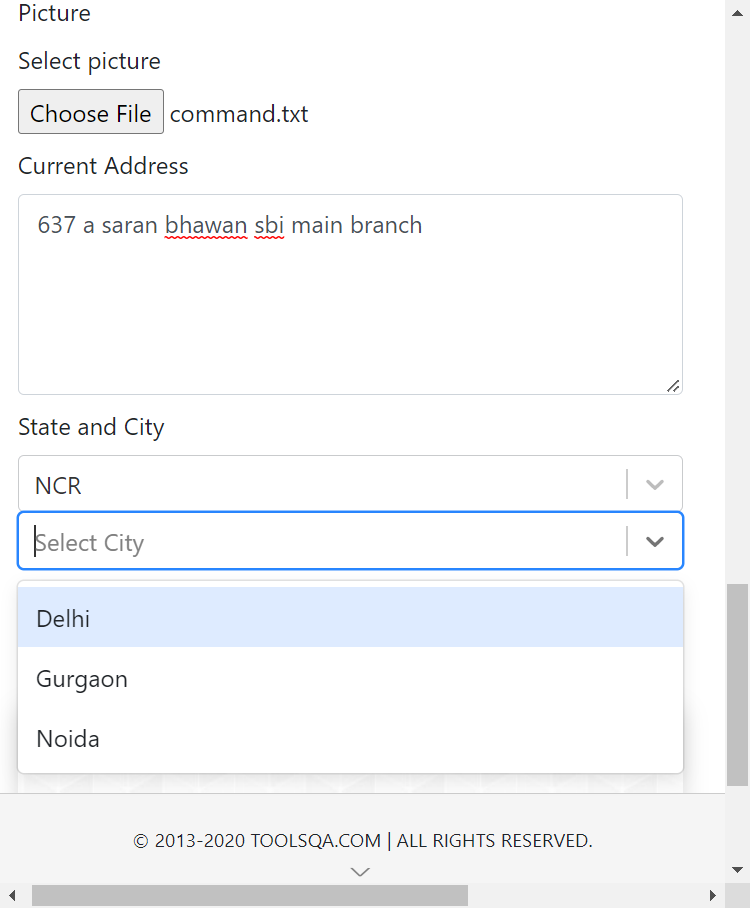 Picture
Select picture
Choose File command.txt
Current Address
637 a saran bhawan sbi main branch
State and City
NCR
Select City
Delhi
Gurgaon
Noida
© 2013-2020 TOOLSQA.COM | ALL RIGHTS RESERVED.